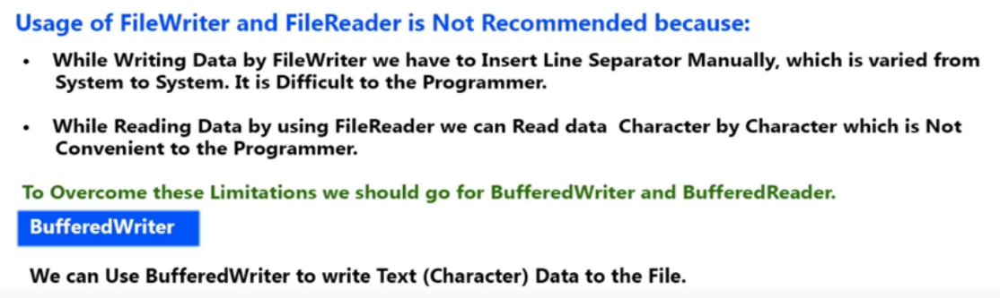 Usage of FileWriter and FileReader is Not Recommended because:
• While Writing Data by FileWriter we have to Insert Line Separator Manually, which is varied from
System to System. It is Difficult to the Programmer.
• While Reading Data by using FileReader we can Read data Character by Character which is Not
Convenient to the Programmer.
To Overcome these Limitations we should go for BufferedWriter and BufferedReader.
BufferedWriter
We can Use BufferedWriter to write Text (Character) Data to the File.